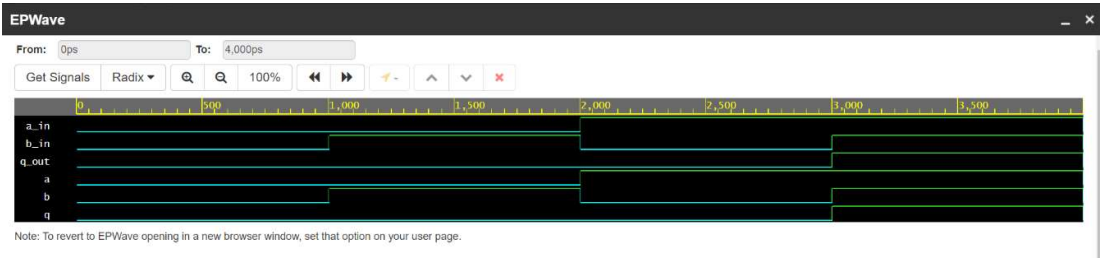 EPWave
From: 0ps To: 4,000ps
Get Signals Radix 100%
0 500 1,000 1,500 2,000 2,500 3,000 3,500
a_in
b_in
q_out
a
b
q
Note: To revert to EPWave opening in a new browser window, set that option on your user page.